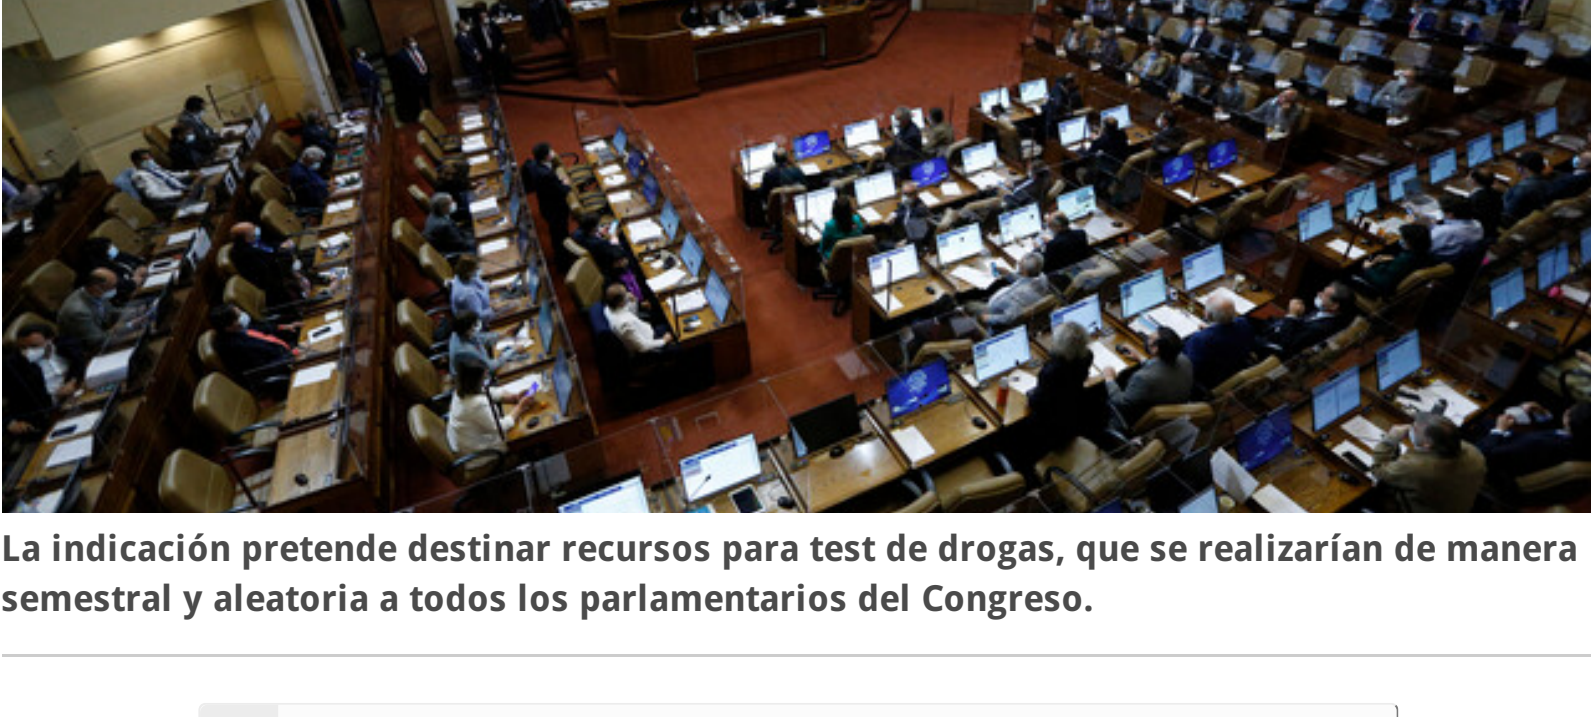 La indicación pretende destinar recursos para test de drogas, que se realizarían de manera
semestral y aleatoria a todos los parlamentarios del Congreso.